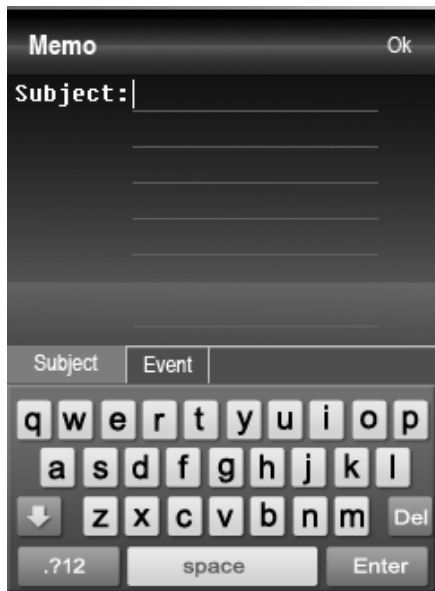 Memo Ok
Subject:
Subject Event
q w e r t y u i o p
a s d f g h j k l
z x c v b n m Del
.?12 space Enter